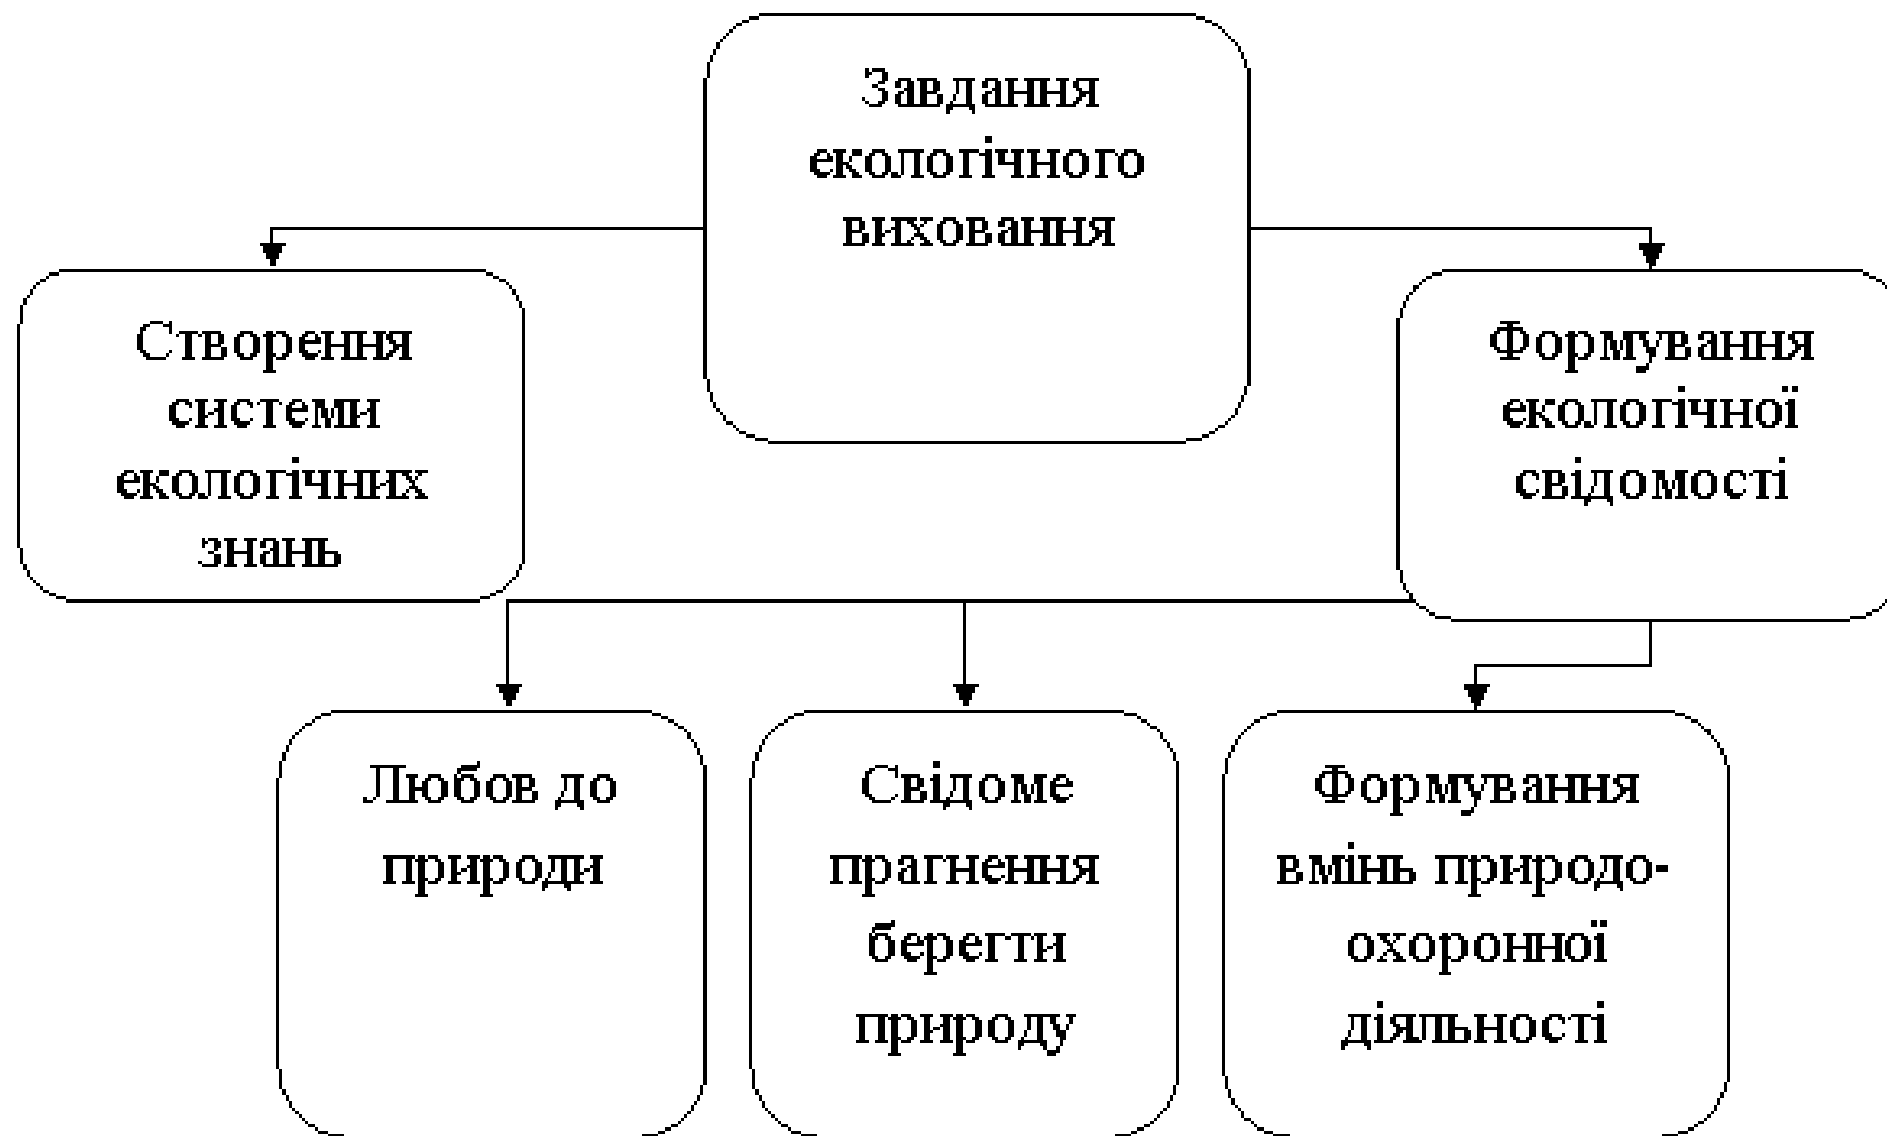 Завдання
екологічного
виховання
Створення
системи
екологічних
знань
Формування
екологічної
свідомості
Любов до
природи
Свідоме
прагнення
берегти
природу
Формування
вмінь природо-
охоронної
діяльності